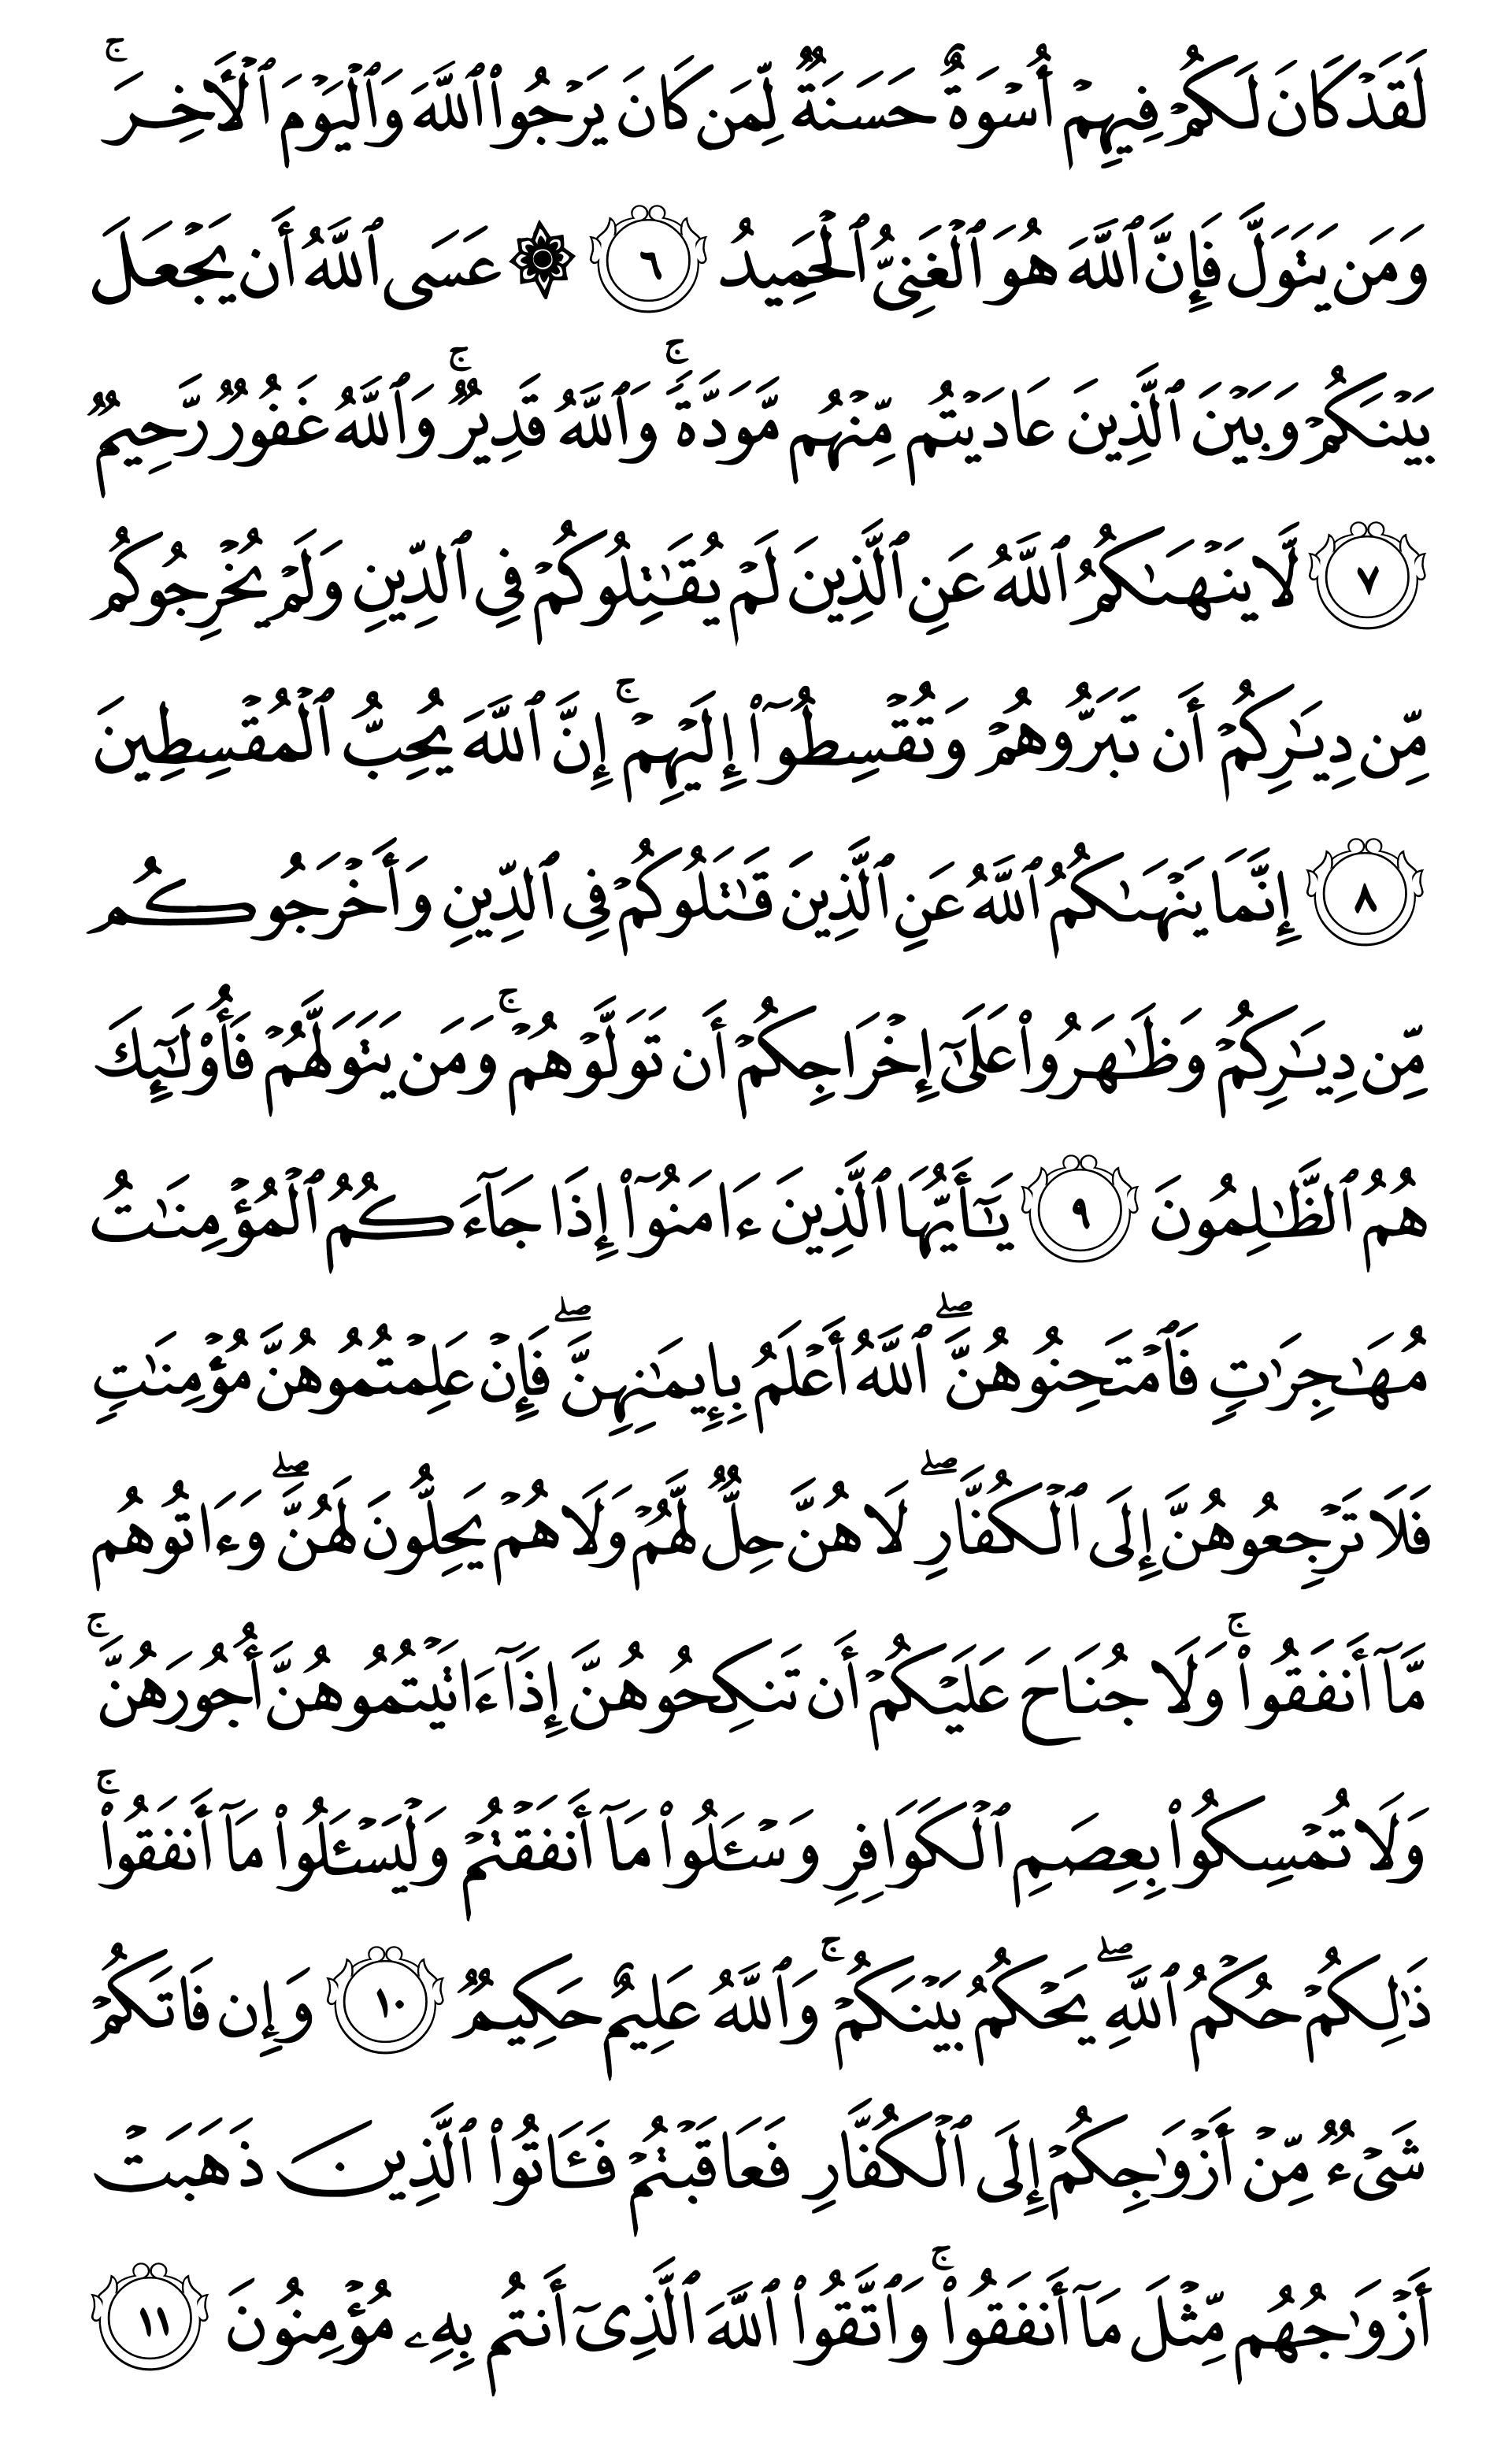 لَقَدْ كَانَ لَكُمْ فِيهِمْ أُسْوَةٌ حَسَنَةٌ لِّمَن كَانَ يَرْجُوا۟ ٱللَّهَ وَٱلْيَوْمَ ٱلْأَخِرَ ۚ
وَمَن يَتَوَلَّ فَإِنَّ ٱللَّهَ هُوَ ٱلْغَنِىُّ ٱلْحَمِيدُ ٦ ۞ عَسَى ٱللَّهُ أَن يَجْعَلَ
بَيْنَكُمْ وَبَيْنَ ٱلَّذِينَ عَادَيْتُم مِّنْهُم مَّوَدَّةً ۚ وَٱللَّهُ قَدِيرٌ ۚ وَٱللَّهُ غَفُورٌ رَّحِيمٌ
٧ لَّا يَنْهَىٰكُمُ ٱللَّهُ عَنِ ٱلَّذِينَ لَمْ يُقَـٰتِلُوكُمْ فِى ٱلدِّينِ وَلَمْ يُخْرِجُوكُم
مِّن دِيَـٰرِكُمْ أَن تَبَرُّوهُمْ وَتُقْسِطُوٓا۟ إِلَيْهِمْ ۚ إِنَّ ٱللَّهَ يُحِبُّ ٱلْمُقْسِطِينَ
٨ إِنَّمَا يَنْهَىٰكُمُ ٱللَّهُ عَنِ ٱلَّذِينَ قَـٰتَلُوكُمْ فِى ٱلدِّينِ وَأَخْرَجُوكُم
مِّن دِيَـٰرِكُمْ وَظَـٰهَرُوا۟ عَلَىٰٓ إِخْرَاجِكُمْ أَن تَوَلَّوْهُمْ ۚ وَمَن يَتَوَلَّهُمْ فَأُو۟لَـٰٓئِكَ
هُمُ ٱلظَّـٰلِمُونَ ٩ يَـٰٓأَيُّهَا ٱلَّذِينَ ءَامَنُوٓا۟ إِذَا جَآءَكُمُ ٱلْمُؤْمِنَـٰتُ
مُهَـٰجِرَٰتٍ فَٱمْتَحِنُوهُنَّ ۖ ٱللَّهُ أَعْلَمُ بِإِيمَـٰنِهِنَّ ۖ فَإِنْ عَلِمْتُمُوهُنَّ مُؤْمِنَـٰتٍ
فَلَا تَرْجِعُوهُنَّ إِلَى ٱلْكُفَّارِ ۖ لَا هُنَّ حِلٌّ لَّهُمْ وَلَا هُمْ يَحِلُّونَ لَهُنَّ ۖ وَءَاتُوهُم
مَّآ أَنفَقُوا۟ ۚ وَلَا جُنَاحَ عَلَيْكُمْ أَن تَنكِحُوهُنَّ إِذَآ ءَاتَيْتُمُوهُنَّ أُجُورَهُنَّ ۚ
وَلَا تُمْسِكُوا۟ بِعِصَمِ ٱلْكَوَافِرِ وَسْـَٔلُوا۟ مَآ أَنفَقْتُمْ وَلْيَسْـَٔلُوا۟ مَآ أَنفَقُوا۟ ۚ
ذَٰلِكُمْ حُكْمُ ٱللَّهِ ۖ يَحْكُمُ بَيْنَكُمْ ۚ وَٱللَّهُ عَلِيمٌ حَكِيمٌ ١٠ وَإِن فَاتَكُمْ
شَىْءٌ مِّنْ أَزْوَٰجِكُمْ إِلَى ٱلْكُفَّارِ فَعَاقَبْتُمْ فَـَٔاتُوا۟ ٱلَّذِينَ ذَهَبَتْ
أَزْوَٰجُهُم مِّثْلَ مَآ أَنفَقُوا۟ ۚ وَٱتَّقُوا۟ ٱللَّهَ ٱلَّذِىٓ أَنتُم بِهِۦ مُؤْمِنُونَ ١١